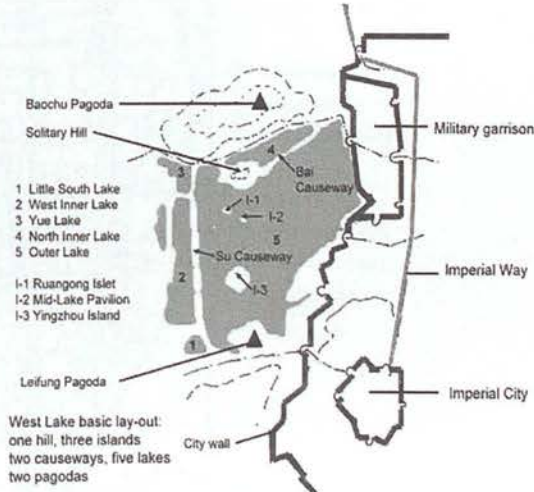 Baochu Pagoda
Solitary Hill
Military garrison
3
4
Bai
Causeway
1 Little South Lake
2 West Inner Lake
3 Yue Lake
4 North Inner Lake
5 Outer Lake
I-1
I-2
5
Su Causeway
Imperial Way
2
I-3
I-1 Ruangong Islet
I-2 Mid-Lake Pavilion
I-3 Yingzhou Island
1
Leifung Pagoda
Imperial City
West Lake basic lay-out:
one hill, three islands
two causeways, five lakes
two pagodas
City wall